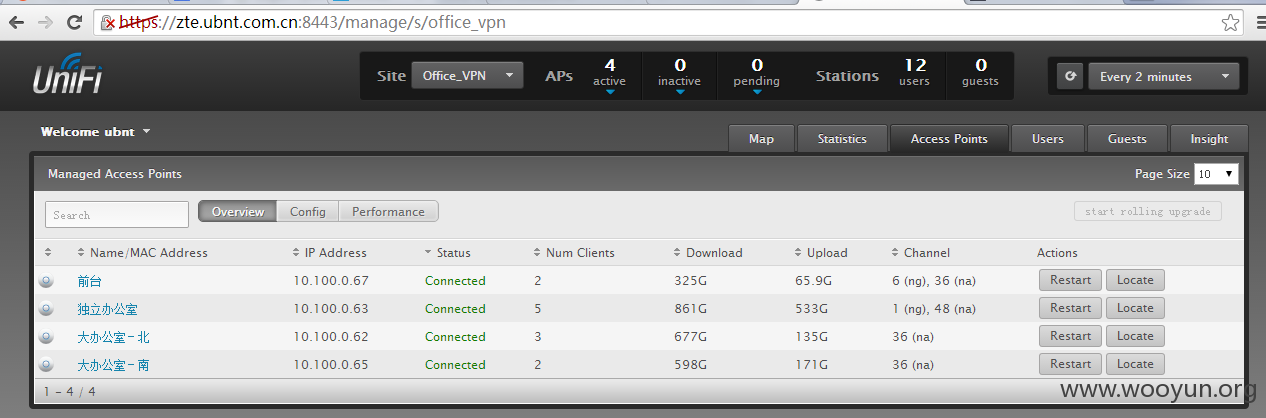 https://zte.ubnt.com.cn:8443/manage/s/office_vpn
UniFi
Site Office_VPN APs 4 active 0 inactive 0 pending Stations 12 users 0 guests Every 2 minutes
Welcome ubnt
Map Statistics Access Points Users Guests Insight
Managed Access Points Page Size 10
Search Overview Config Performance start rolling upgrade
Name/MAC Address IP Address Status Num Clients Download Upload Channel Actions
前台 10.100.0.67 Connected 2 325G 65.9G 6 (ng), 36 (na) Restart Locate
独立办公室 10.100.0.63 Connected 5 861G 533G 1 (ng), 48 (na) Restart Locate
大办公室-北 10.100.0.62 Connected 3 677G 135G 36 (na) Restart Locate
大办公室-南 10.100.0.65 Connected 2 598G 171G 36 (na) Restart Locate
1 - 4 / 4
www.wooyun.org